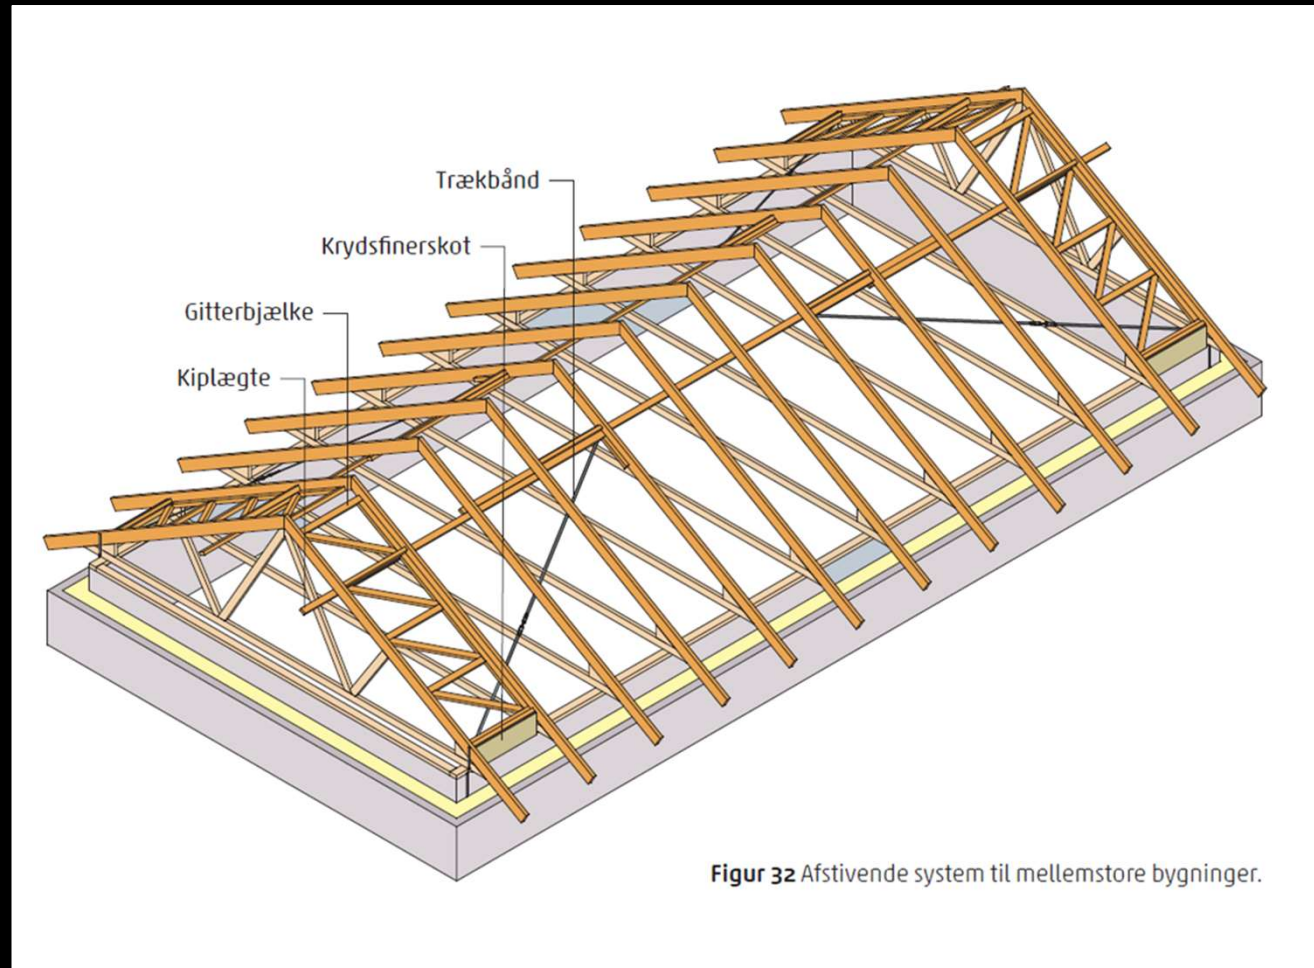 Trækbånd
Krydsfinerskot
Gitterbjælke
Kiplægte
Figur 32 Afstivende system til mellemstore bygninger.